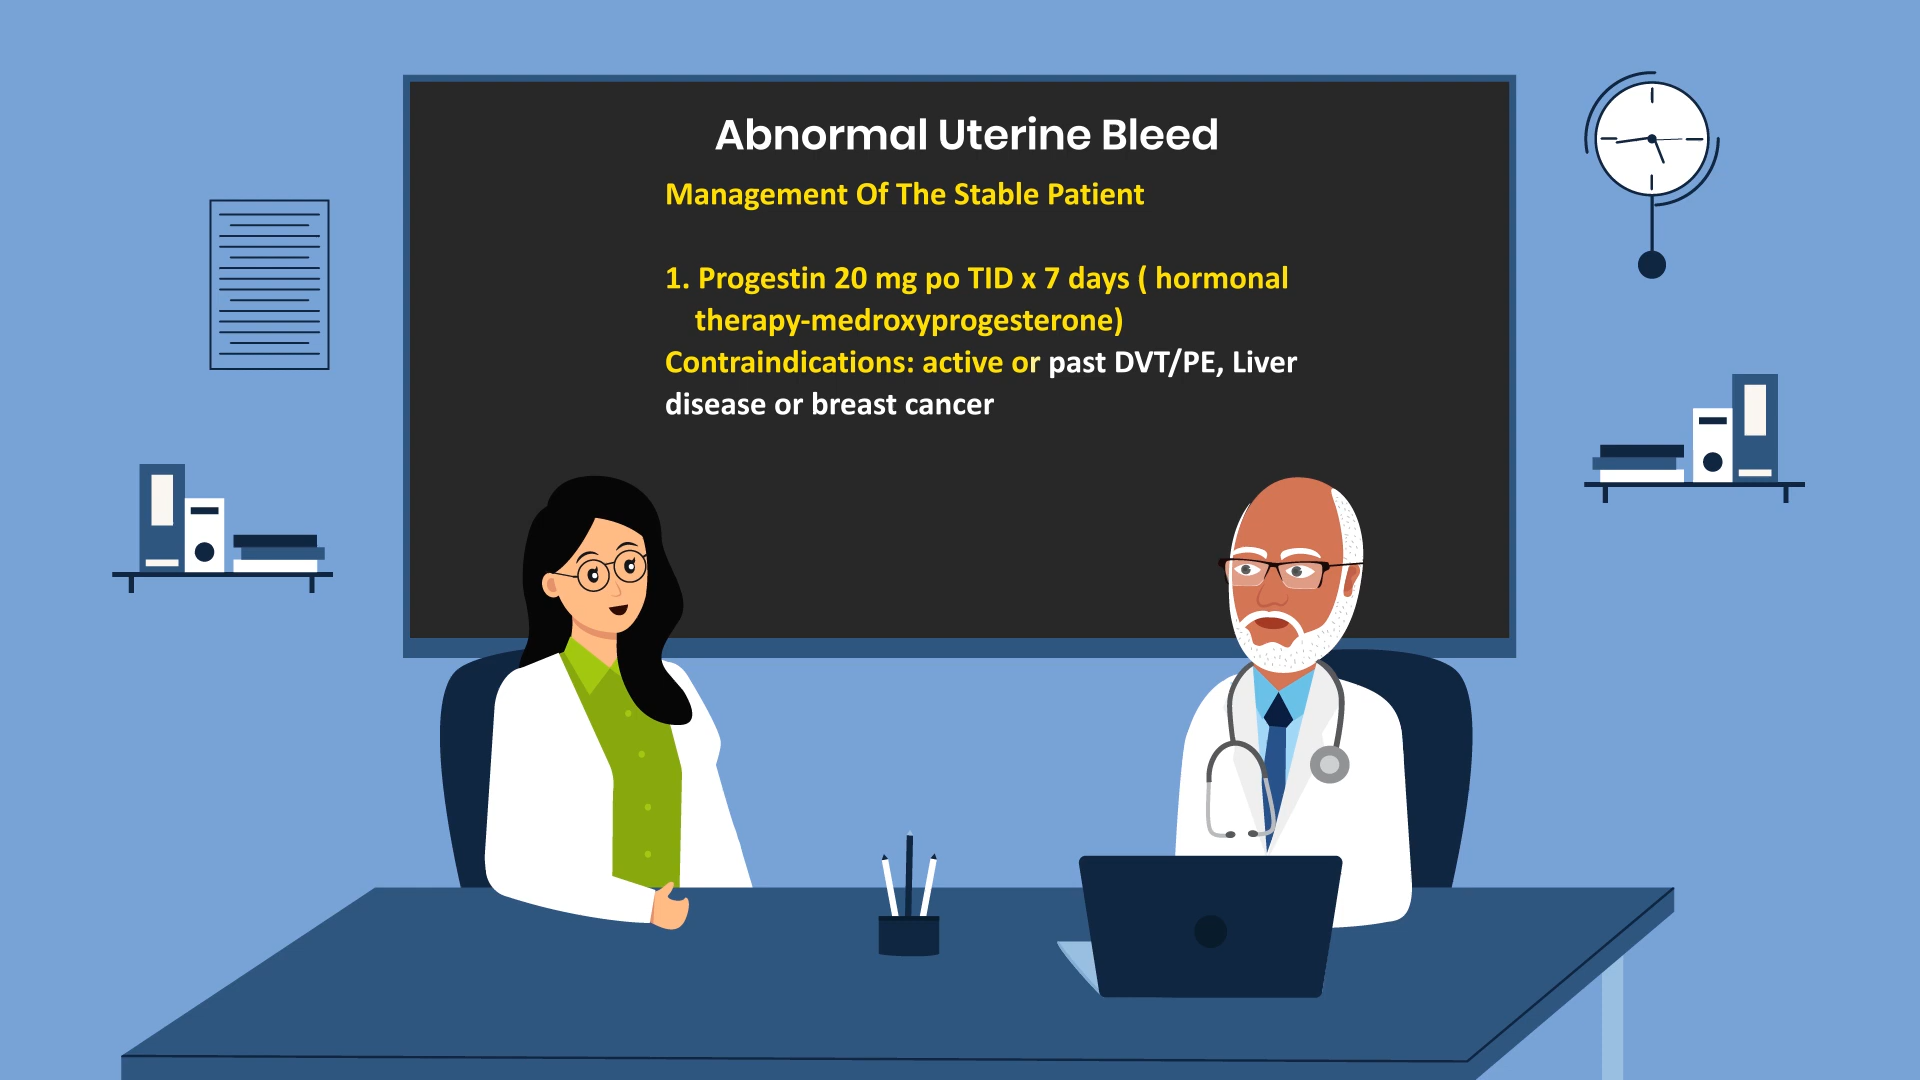 Abnormal Uterine Bleed
Management Of The Stable Patient
1. Progestin 20 mg po TID x 7 days ( hormonal
therapy-medroxyprogesterone)
Contraindications: active or past DVT/PE, Liver
disease or breast cancer